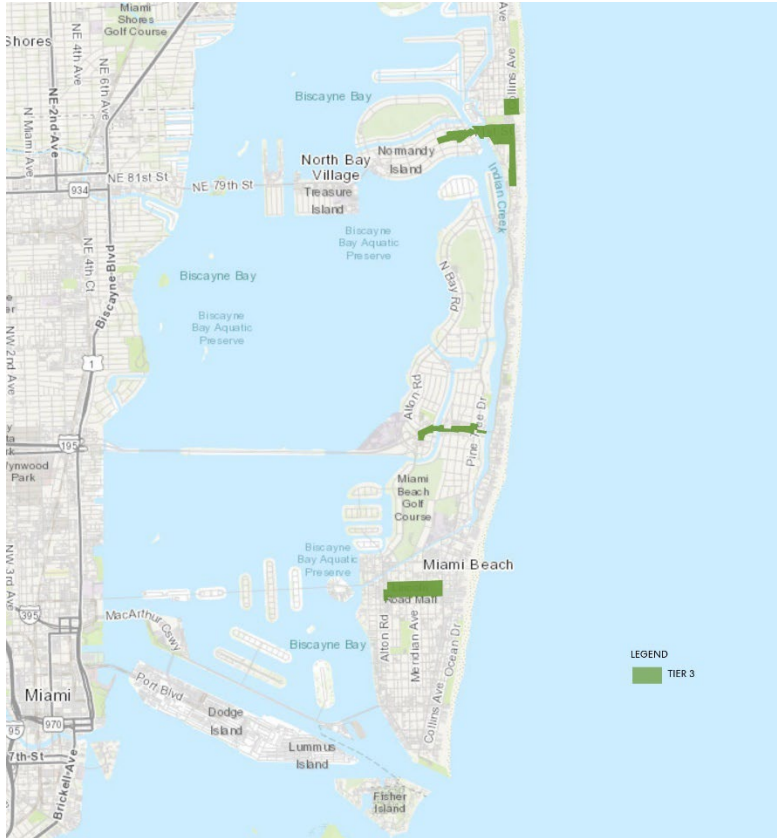 Miami
Shores
Golf Course
Shores
NE 4th Ave
NE 6th Ave
NE 2nd Ave
N Miami Ave
Biscayne Bay
Collins
Ave
Normandy
Island
North Bay
Village
Treasure
Island
NE 81st St
934
NE 79th St
Indian Creek
Biscayne
Bay Aquatic
Preserve
NE 4th Ct
Biscayne Blvd
Biscayne Bay
N Bay Rd
Biscayne
Bay Aquatic
Preserve
NW 2nd Ave
1
Alton Rd
Pine Tree Dr
195
Wynwood
Park
Miami
Beach
Golf
Course
NW 3rd Ave
Biscayne
Bay Aquatic
Preserve
Miami Beach
Road Mall
395
MacArthur Cswy
Biscayne Bay
Alton Rd
Meridian Ave
Ocean Dr
Collins Ave
LEGEND
TIER 3
Port Blvd
Miami
Dodge
Island
970
95
7th St
Lummus
Island
Brickell Ave
Fisher
Island